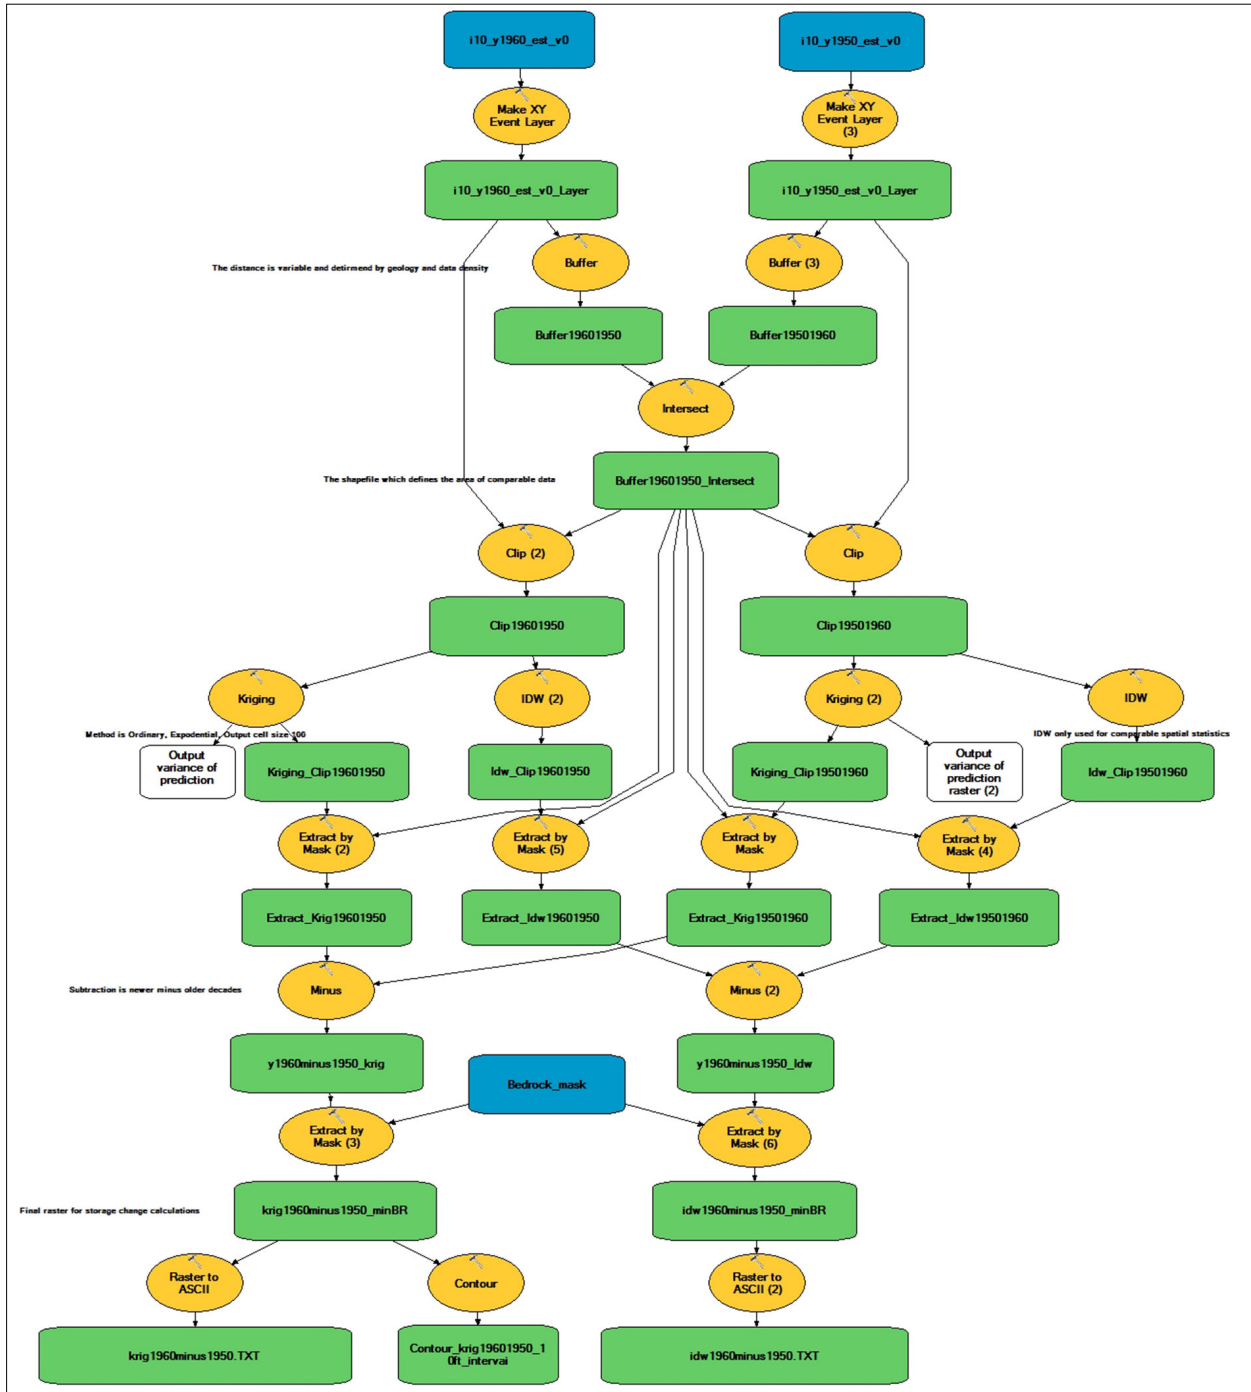 i10_y1960_est_v0
i10_y1950_est_v0
Make XY
Event Layer
Make XY
Event Layer
(3)
i10_y1960_est_v0_Layer
i10_y1950_est_v0_Layer
The distance is variable and detirmend by geology and data density
Buffer
Buffer (3)
Buffer19601950
Buffer19501960
Intersect
The shapefile which defines the area of comparable data
Buffer19601950_Intersect
Clip (2)
Clip
Clip19601950
Clip19501960
Kriging
IDW (2)
Kriging (2)
IDW
Method is Ordinary, Expodential, Output cell size 100
IDW only used for comparable spatial statistics
Output
variance of
prediction
Kriging_Clip19601950
Idw_Clip19601950
Kriging_Clip19501960
Output
variance of
prediction
raster (2)
Idw_Clip19501960
Extract by
Mask (2)
Extract by
Mask (5)
Extract by
Mask
Extract by
Mask (4)
Extract_Krig19601950
Extract_Idw19601950
Extract_Krig19501960
Extract_Idw19501960
Subtraction is newer minus older decades
Minus
Minus (2)
y1960minus1950_krig
y1960minus1950_Idw
Bedrock_mask
Extract by
Mask (3)
Extract by
Mask (6)
Final raster for storage change calculations
krig1960minus1950_minBR
idw1960minus1950_minBR
Raster to
ASCII
Contour
Raster to
ASCII (2)
krig1960minus1950.TXT
Contour_krig19601950_1
0ft_intervai
idw1960minus1950.TXT